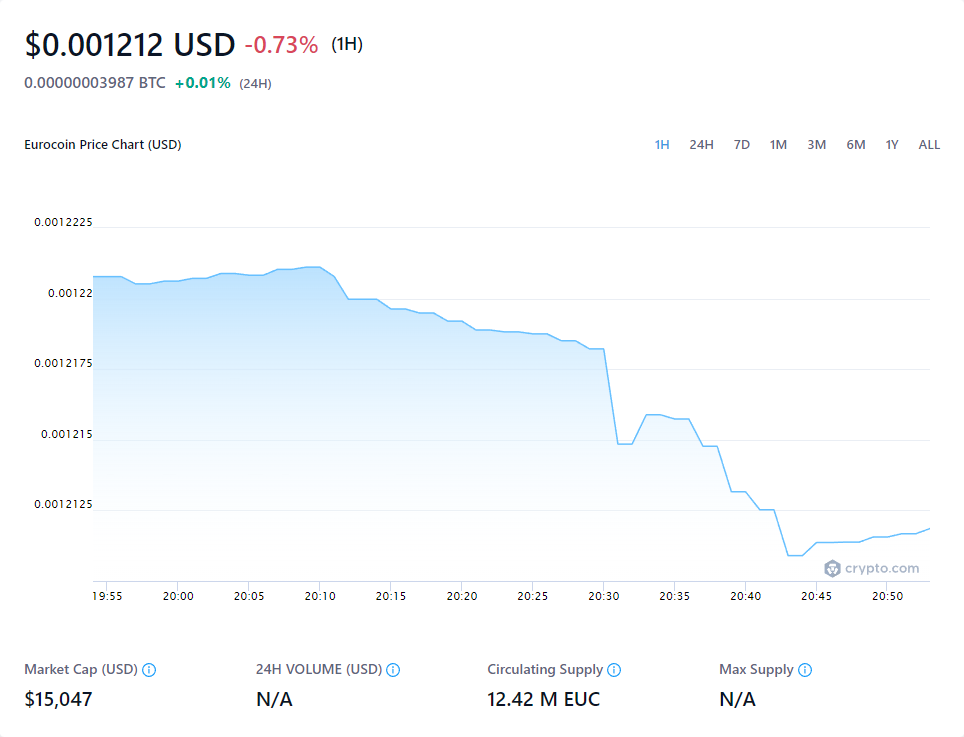 $0.001212 USD -0.73% (1H)
0.00000003987 BTC +0.01% (24H)
Eurocoin Price Chart (USD)
1H 24H 7D 1M 3M 6M 1Y ALL
0.0012225
0.00122
0.0012175
0.001215
0.0012125
crypto.com
19:55 20:00 20:05 20:10 20:15 20:20 20:25 20:30 20:35 20:40 20:45 20:50
Market Cap (USD) 24H VOLUME (USD) Circulating Supply Max Supply
$15,047 N/A 12.42 M EUC N/A